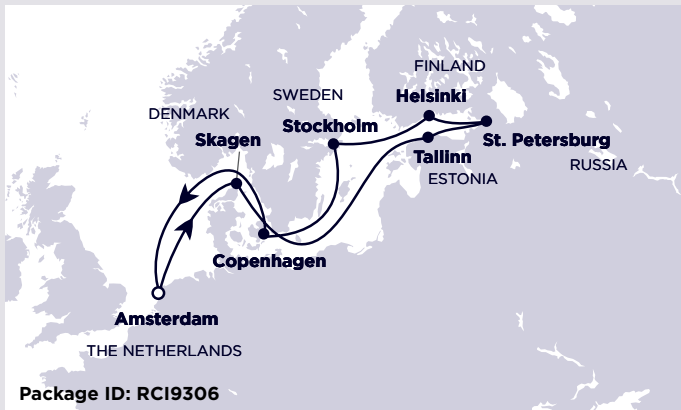 FINLAND
SWEDEN
Helsinki
DENMARK
Stockholm
Skagen
St. Petersburg
Tallinn
RUSSIA
ESTONIA
Copenhagen
Amsterdam
THE NETHERLANDS
Package ID: RCI9306